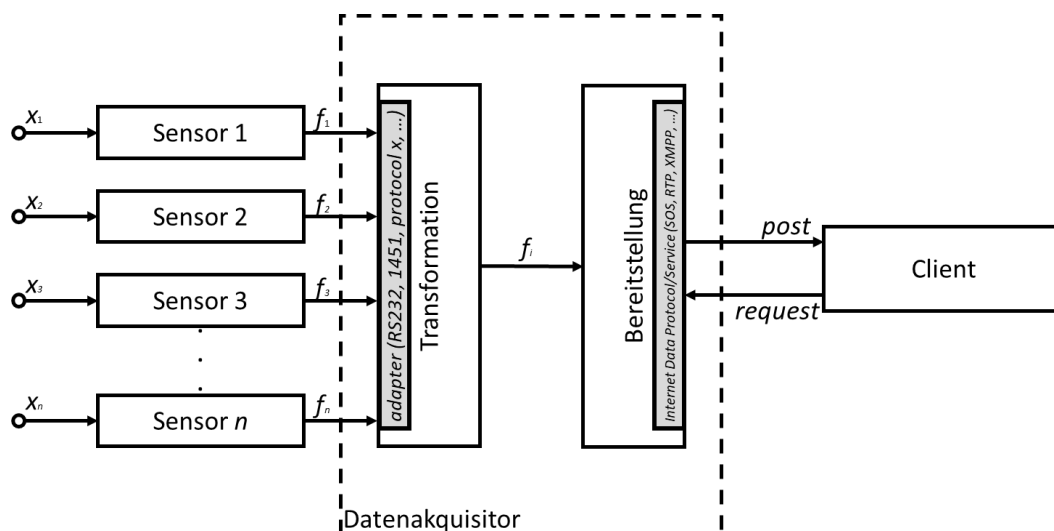 x1
Sensor 1
f1
x2
Sensor 2
f2
x3
Sensor 3
f3
. . .
xn
Sensor n
fn
adapter (RS232, 1451, protocol x, ...)
Transformation
fi
Bereitstellung
Internet Data Protocol/Service (SOS, RTP, XMPP, ...)
post
request
Client
Datenakquisitor